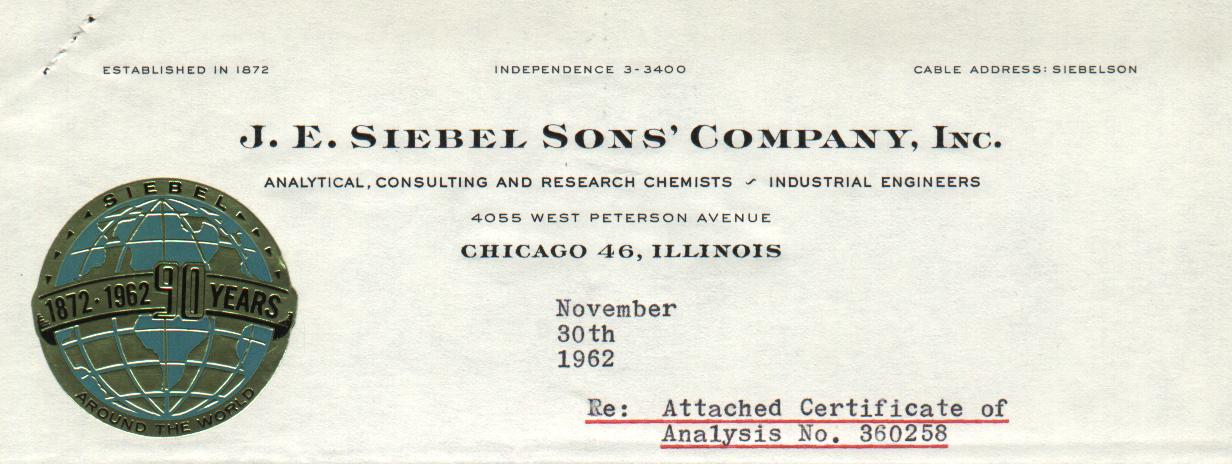 ESTABLISHED IN 1872
INDEPENDENCE 3-3400
CABLE ADDRESS: SIEBELSON
J. E. SIEBEL SONS' COMPANY, INC.
ANALYTICAL, CONSULTING AND RESEARCH CHEMISTS ~ INDUSTRIAL ENGINEERS
4055 WEST PETERSON AVENUE
CHICAGO 46, ILLINOIS
SIEBEL
1872·1962 90 YEARS
AROUND THE WORLD
November
30th
1962
Re: Attached Certificate of
Analysis No. 360258